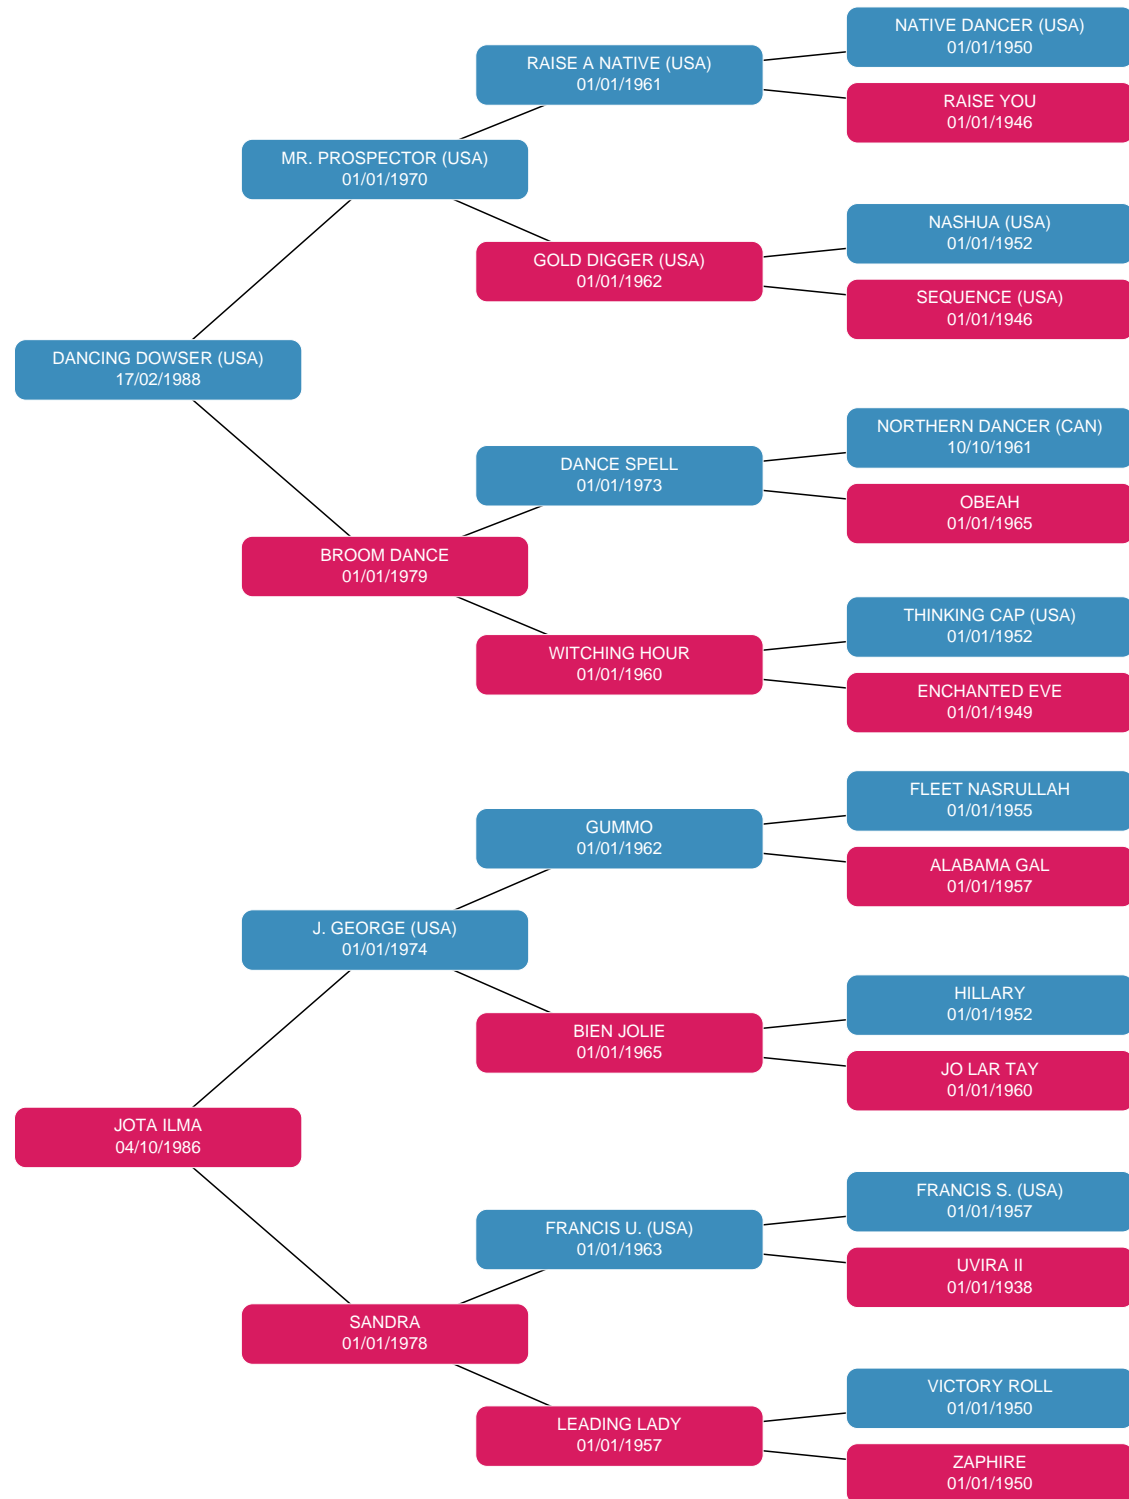 NATIVE DANCER (USA)
01/01/1950
RAISE A NATIVE (USA)
01/01/1961
RAISE YOU
01/01/1946
MR. PROSPECTOR (USA)
01/01/1970
NASHUA (USA)
01/01/1952
GOLD DIGGER (USA)
01/01/1962
SEQUENCE (USA)
01/01/1946
DANCING DOWSER (USA)
17/02/1988
NORTHERN DANCER (CAN)
10/10/1961
DANCE SPELL
01/01/1973
OBEAH
01/01/1965
BROOM DANCE
01/01/1979
THINKING CAP (USA)
01/01/1952
WITCHING HOUR
01/01/1960
ENCHANTED EVE
01/01/1949
FLEET NASRULLAH
01/01/1955
GUMMO
01/01/1962
ALABAMA GAL
01/01/1957
J. GEORGE (USA)
01/01/1974
HILLARY
01/01/1952
BIEN JOLIE
01/01/1965
JO LAR TAY
01/01/1960
JOTA ILMA
04/10/1986
FRANCIS S. (USA)
01/01/1957
FRANCIS U. (USA)
01/01/1963
UVIRA II
01/01/1938
SANDRA
01/01/1978
VICTORY ROLL
01/01/1950
LEADING LADY
01/01/1957
ZAPHIRE
01/01/1950